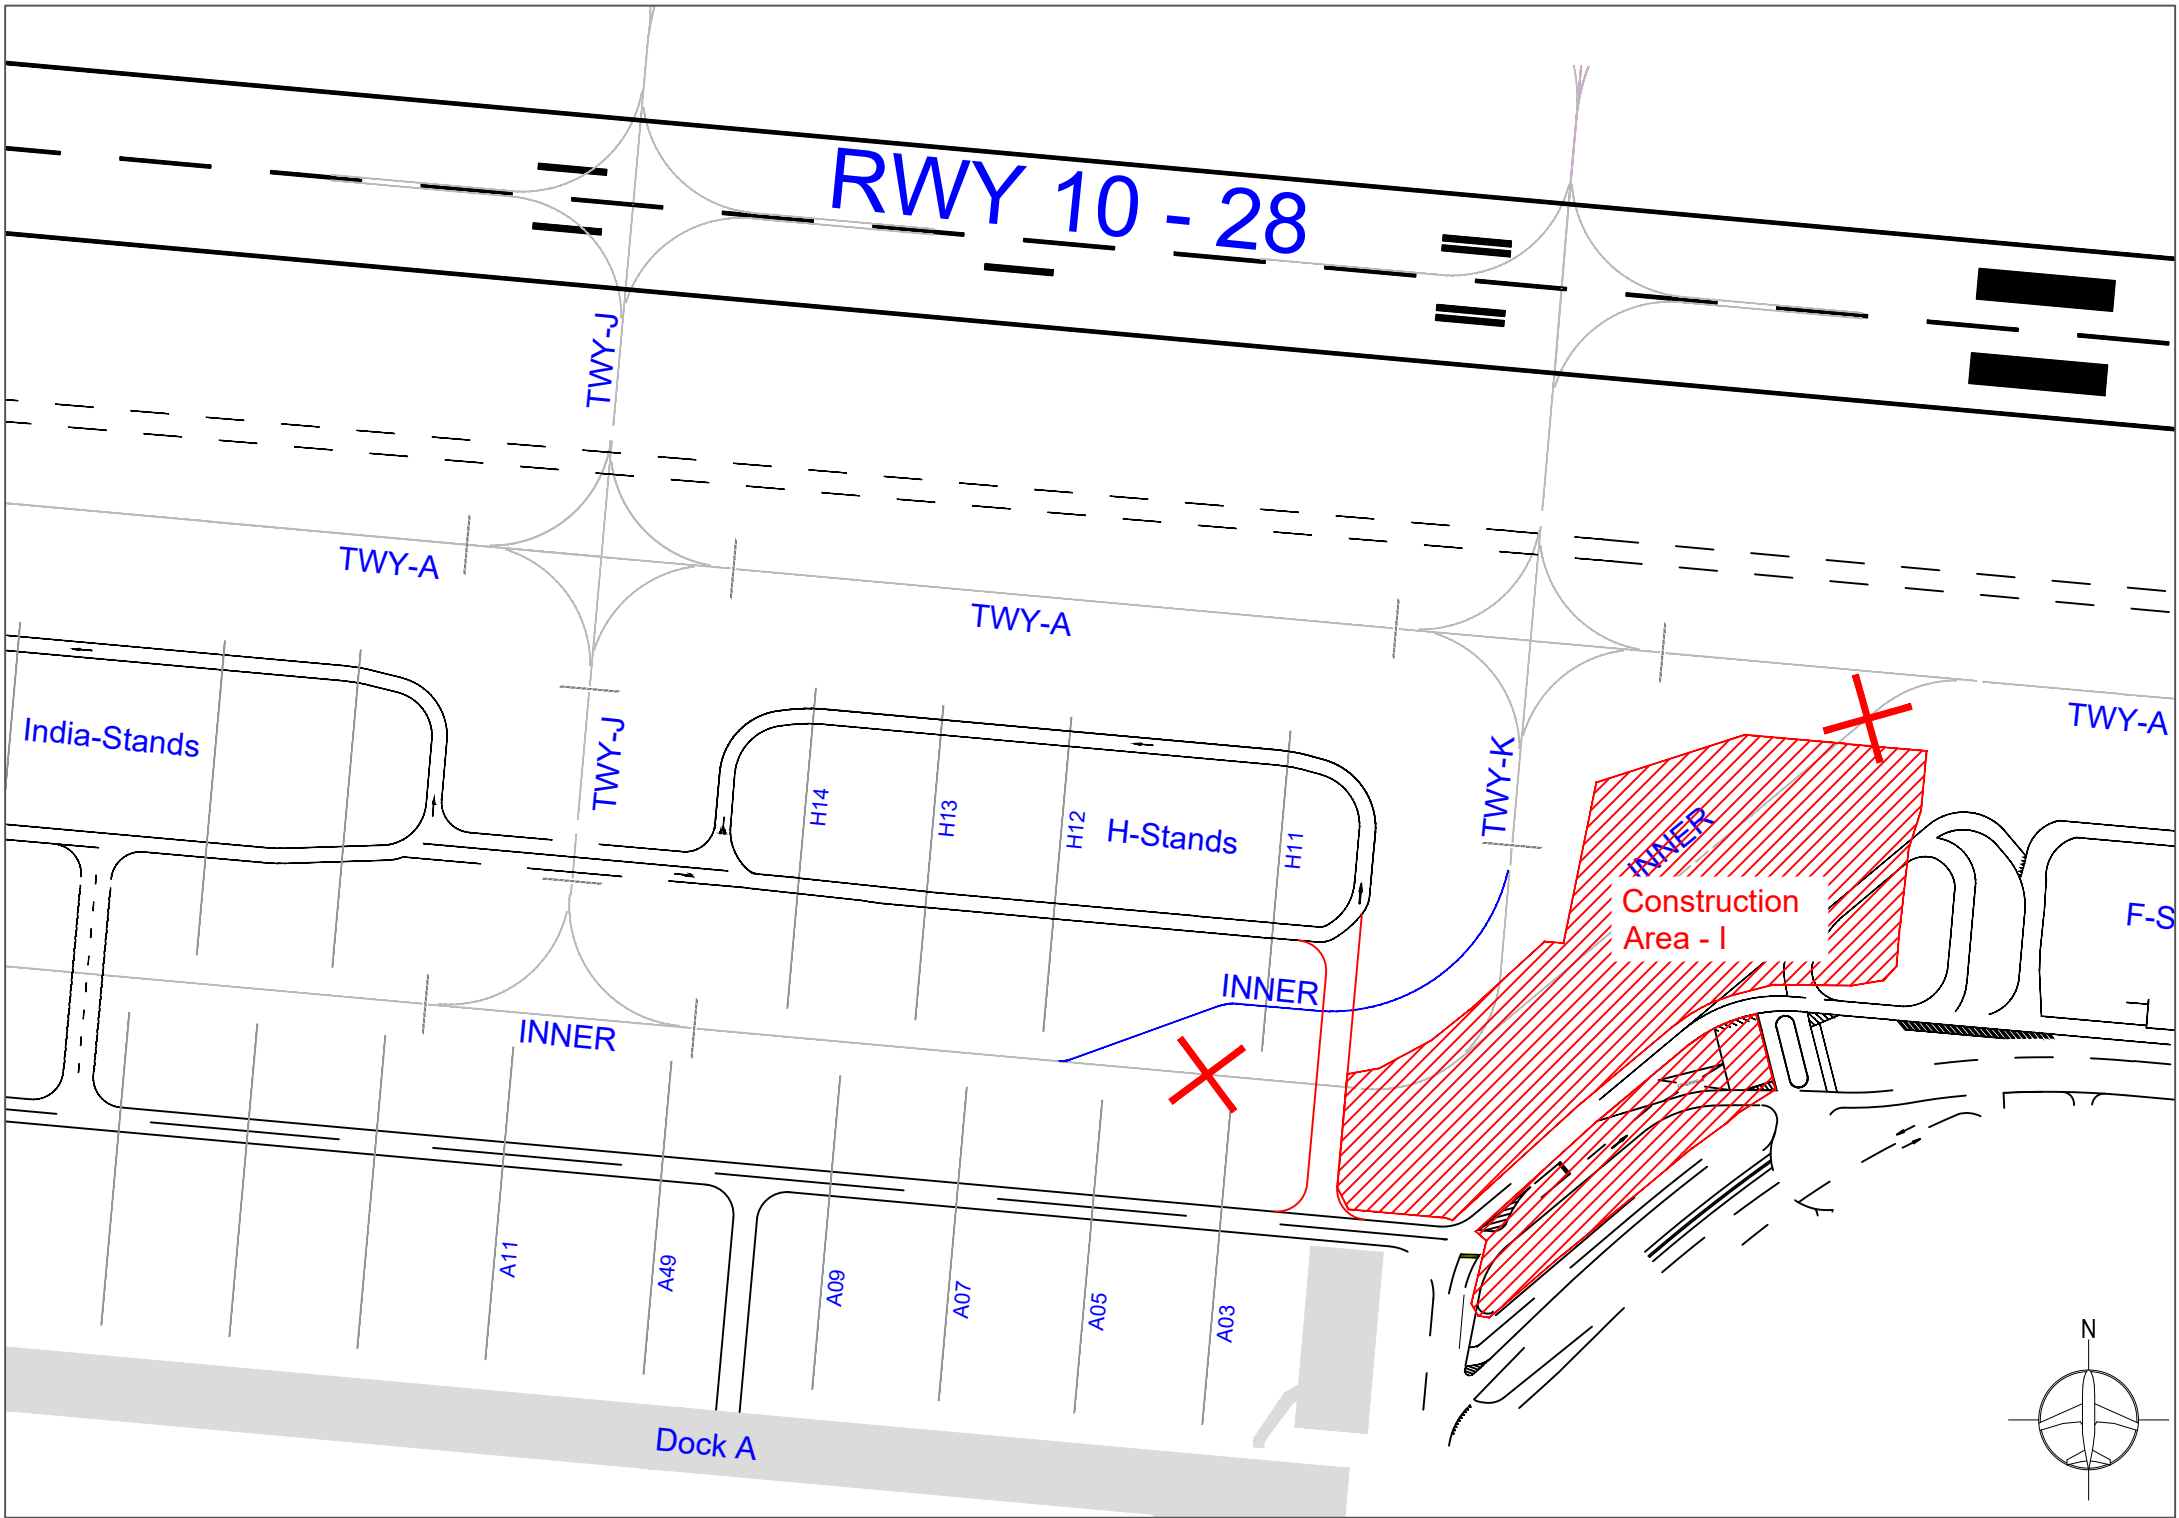 RWY 10 - 28
TWY-J
TWY-A
TWY-A
TWY-A
India-Stands
TWY-J
H14
H13
H12
H-Stands
H11
TWY-K
INNER
Construction
Area - I
F-S
INNER
INNER
A11
A49
A09
A07
A05
A03
Dock A
N